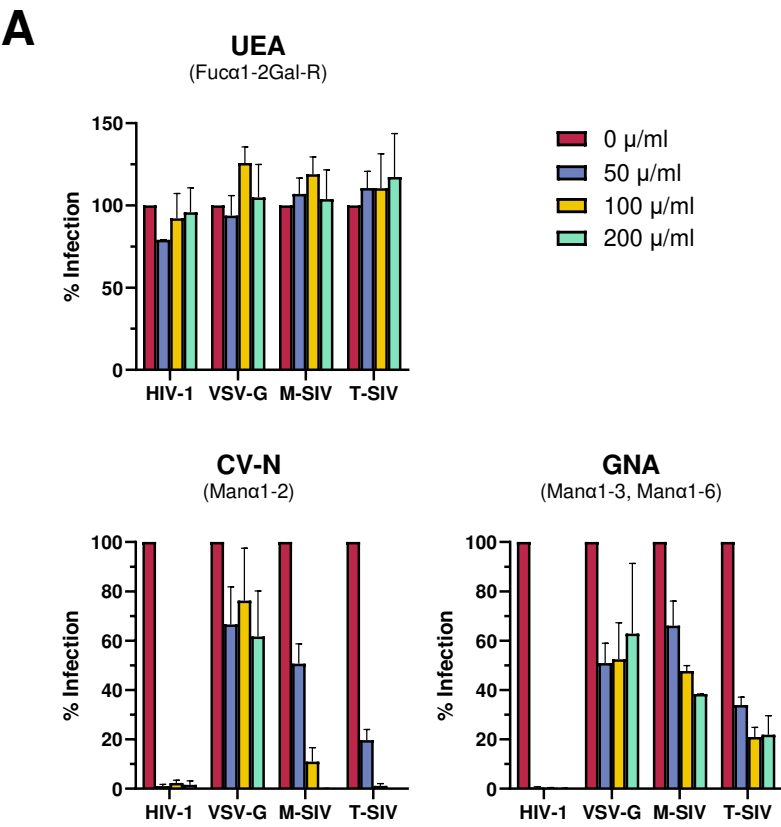 A
UEA
(Fucα1-2Gal-R)
150
100
50
0
% Infection
HIV-1 VSV-G M-SIV T-SIV
0 μ/ml
50 μ/ml
100 μ/ml
200 μ/ml
CV-N
(Manα1-2)
100
80
60
40
20
0
% Infection
HIV-1 VSV-G M-SIV T-SIV
GNA
(Manα1-3, Manα1-6)
100
80
60
40
20
0
% Infection
HIV-1 VSV-G M-SIV T-SIV